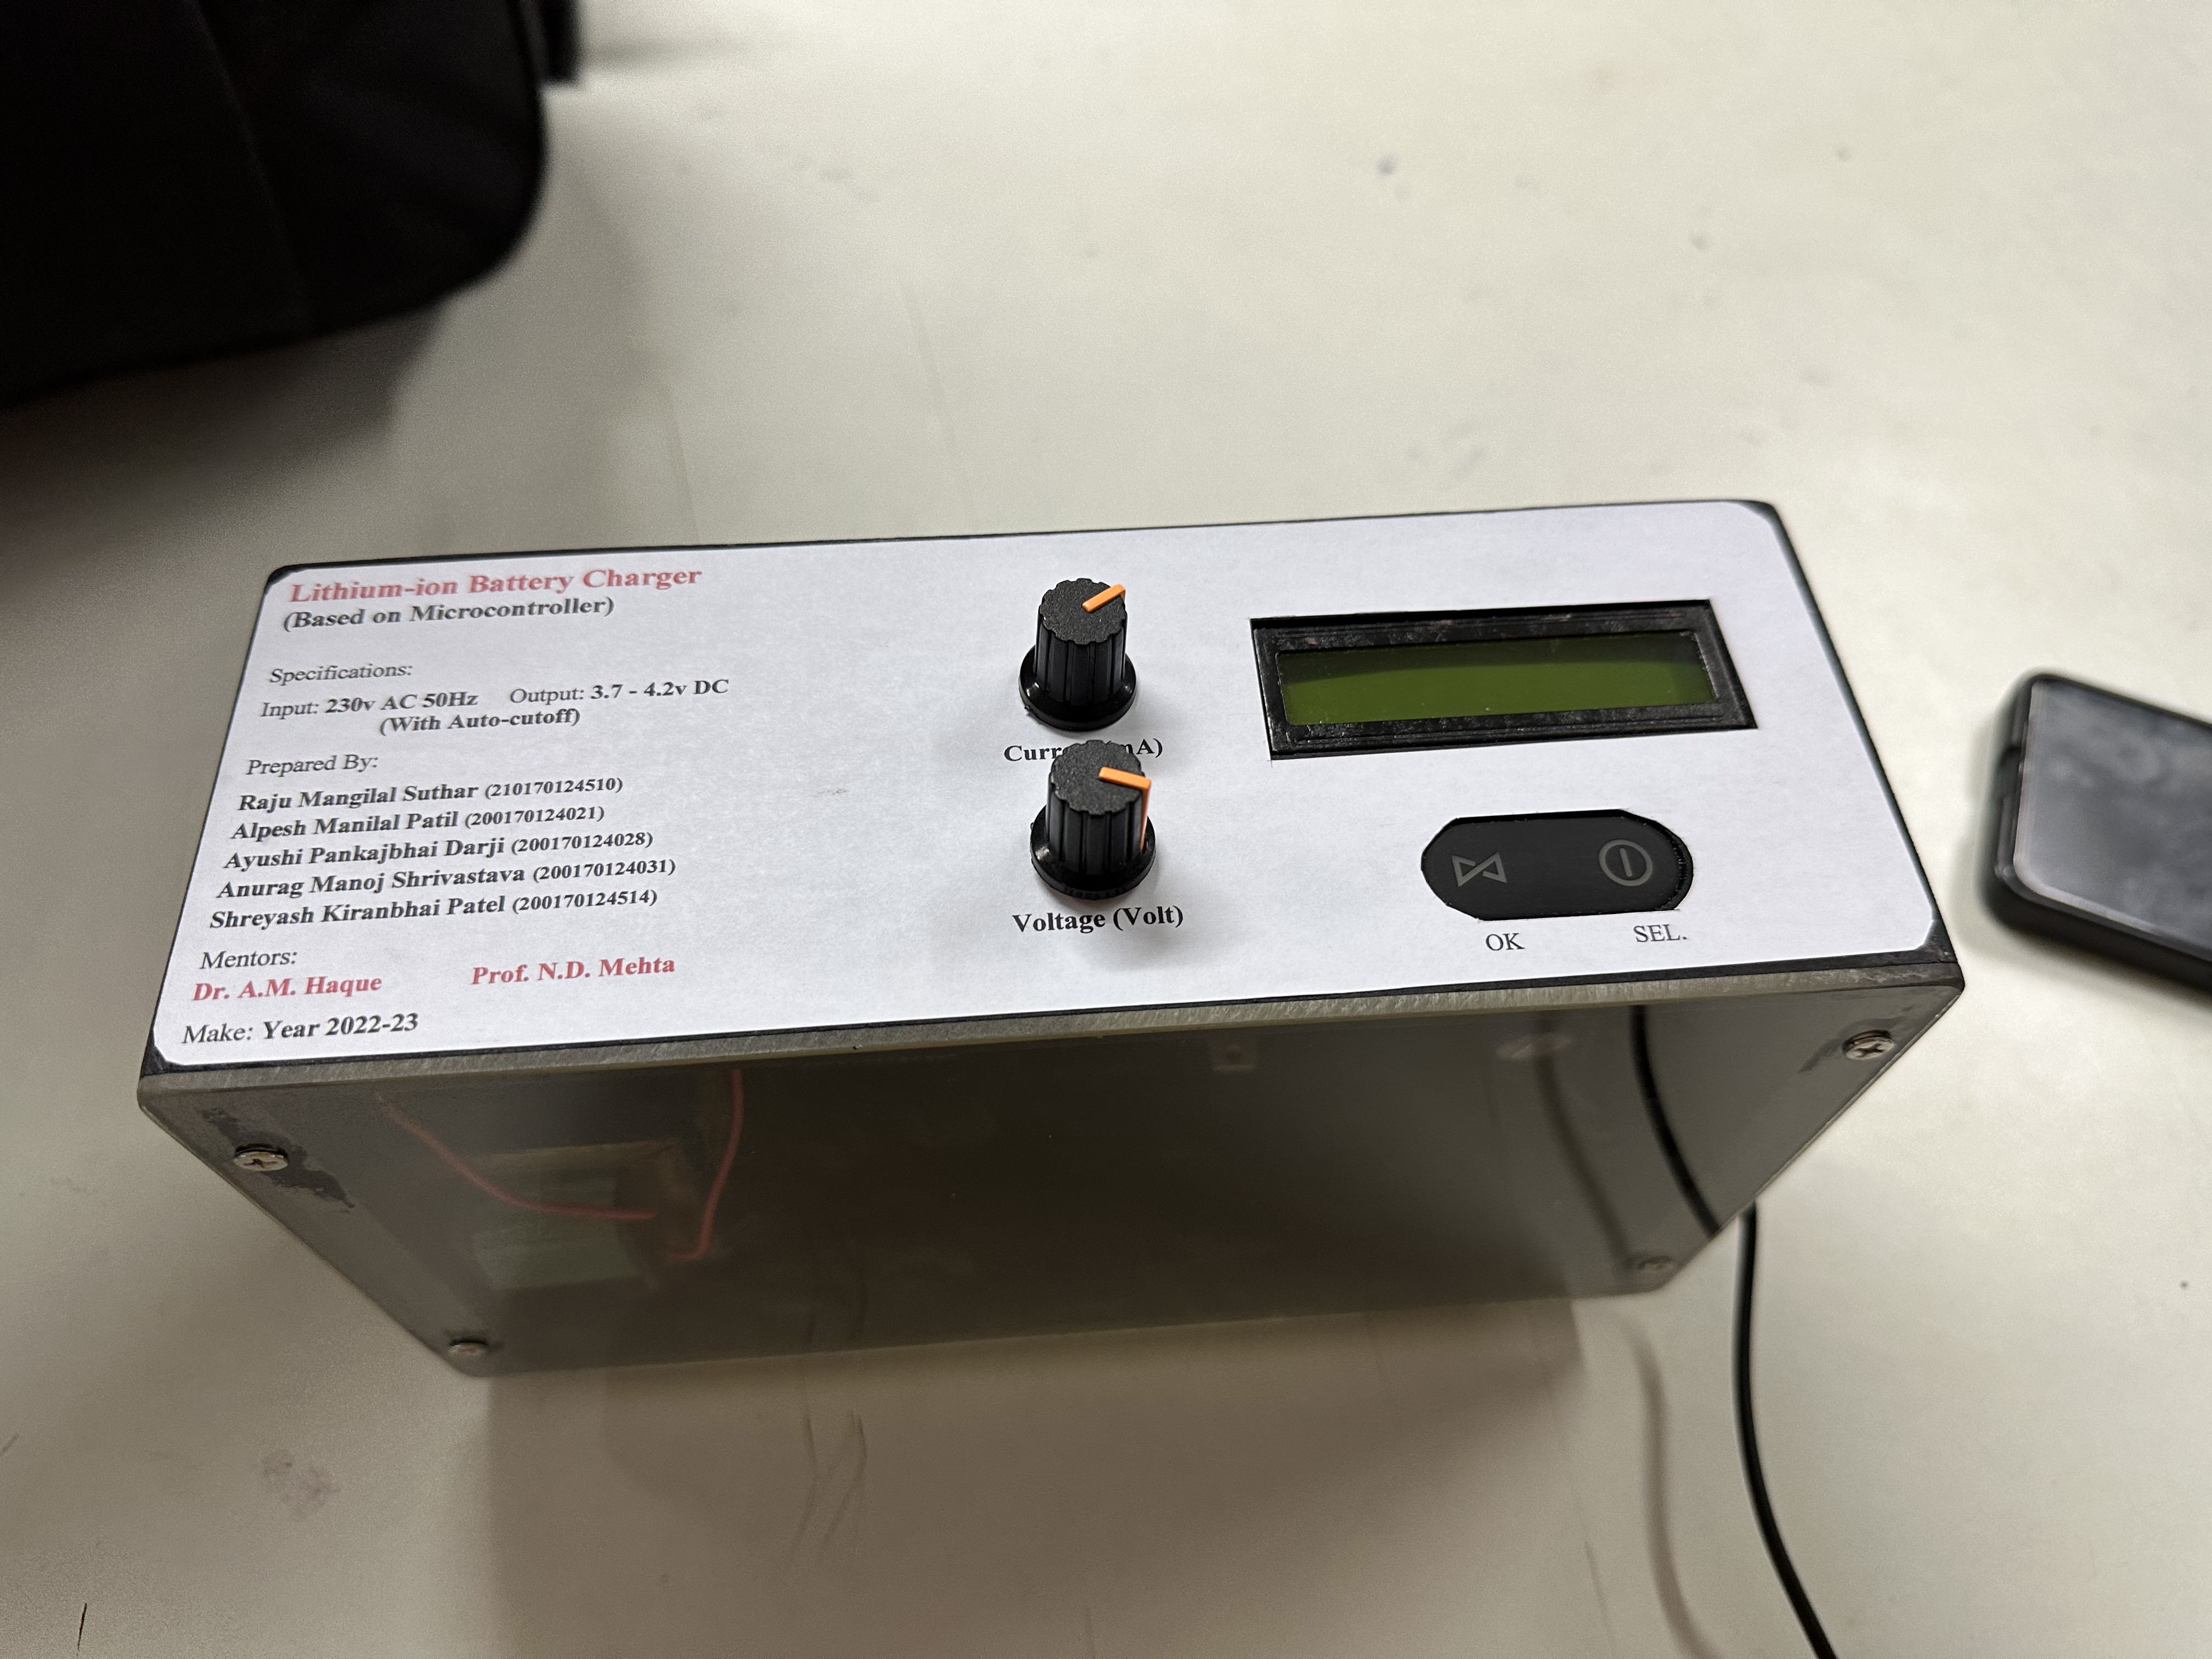 Lithium-ion Battery Charger
(Based on Microcontroller)
Specifications:
Input: 230v AC 50Hz Output: 3.7 - 4.2v DC
(With Auto-cutoff)
Prepared By:
Raju Mangilal Suthar (210170124510)
Alpesh Manilal Patil (200170124021)
Ayushi Pankajbhai Darji (200170124028)
Anurag Manoj Shrivastava (200170124031)
Shreyash Kiranbhai Patel (200170124514)
Mentors:
Dr. A.M. Haque Prof. N.D. Mehta
Make: Year 2022-23
Voltage (Volt)
OK SEL.